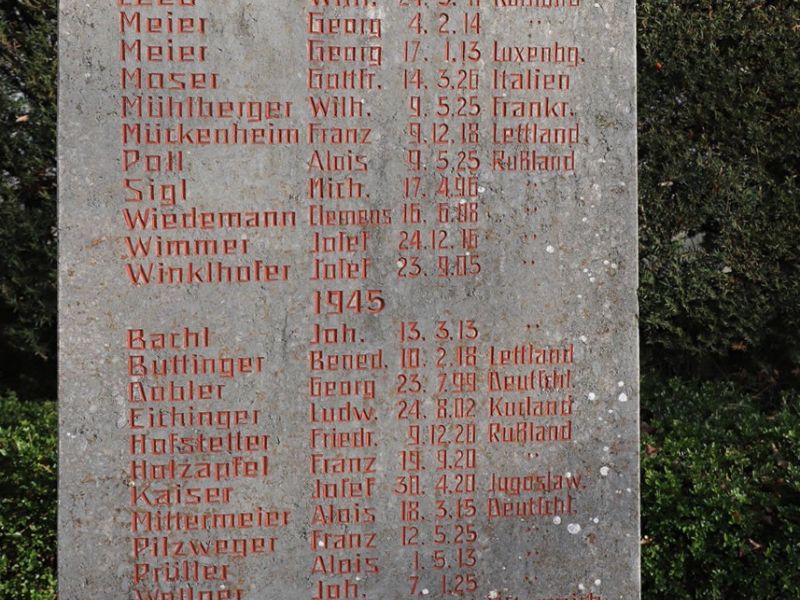 Meier Georg 4. 2. 14 "
Meier Georg 17. 1. 13 Luxenbg.
Moser Gottfr. 14. 3. 26 Italien
Mühlberger Wilh. 9. 5. 25 Frankr.
Mückenheim Franz 9. 12. 18 Lettland
Poll Alois 9. 5. 25 Rußland
Sigl Mich. 17. 4. 96 "
Wiedemann Clemens 16. 6. 08 "
Wimmer Josef 24. 12. 16 "
Winklhofer Josef 23. 9. 05 "
1945
Bachl Joh. 13. 3. 13 "
Buttinger Bened. 10. 2. 18 Lettland
Dobler Georg 23. 7. 99 Deutschl.
Eichinger Ludw. 24. 8. 02 Kurland
Hofstetter Friedr. 9. 12. 20 Rußland
Holzapfel Franz 19. 9. 20 "
Kaiser Josef 30. 4. 20 Jugoslaw.
Mittermeier Alois 18. 3. 15 Deutschl.
Pilzweger Franz 12. 5. 25 "
Prüller Alois 1. 5. 13 "
Wellner Joh. 7. 1. 25 "